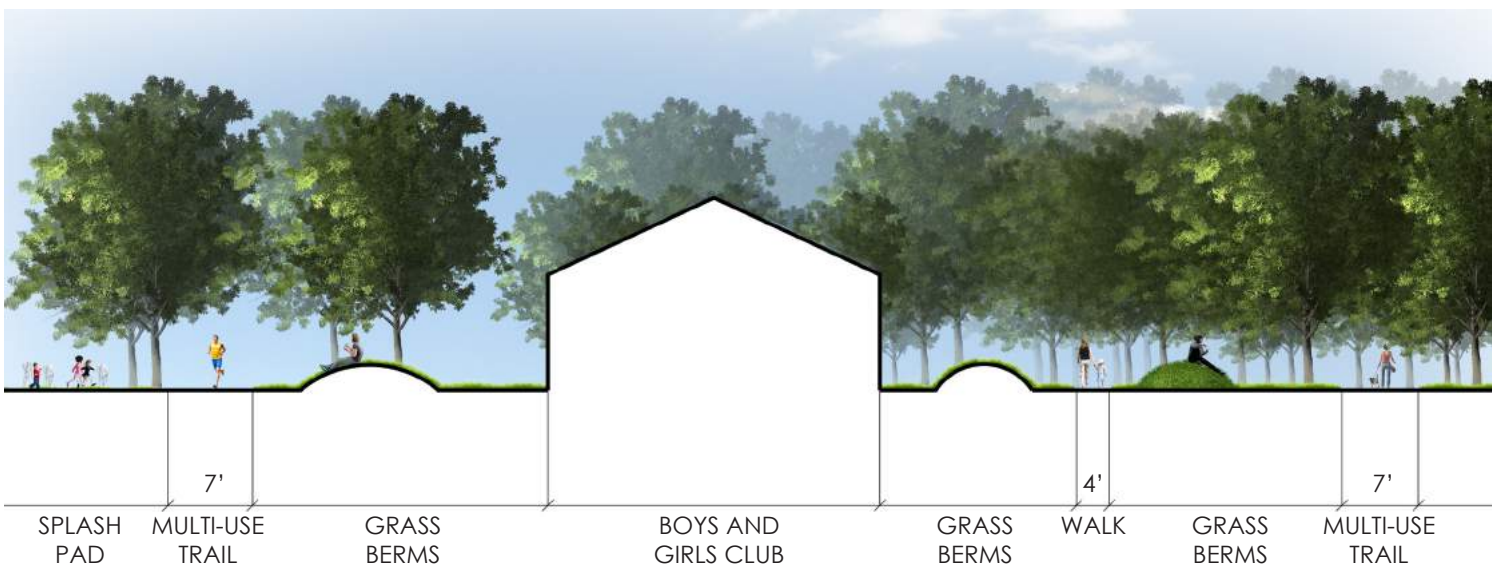 7’
4’
7’
SPLASH PAD
MULTI-USE TRAIL
GRASS BERMS
BOYS AND GIRLS CLUB
GRASS BERMS
WALK
GRASS BERMS
MULTI-USE TRAIL